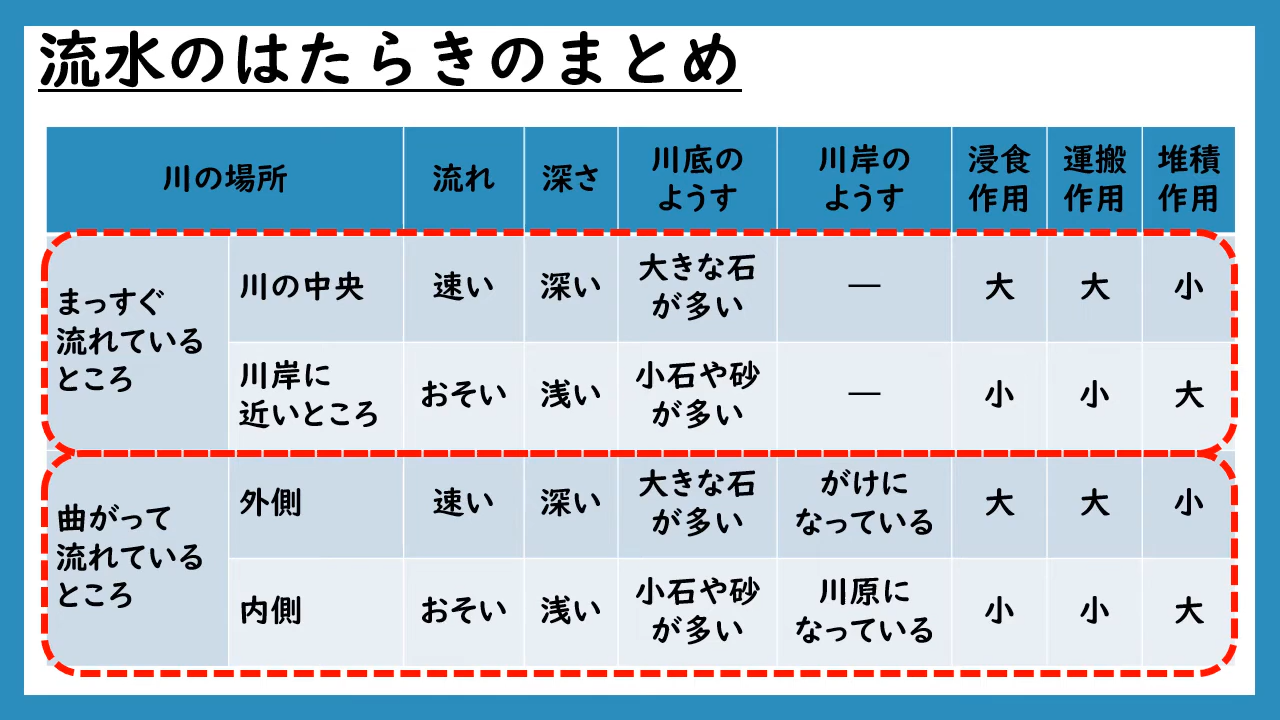 流水のはたらきのまとめ
川の場所
流れ
深さ
川底の
ようす
川岸の
ようす
浸食
作用
運搬
作用
堆積
作用
まっすぐ
流れている
ところ
川の中央
速い
深い
大きな石
が多い
―
大
大
小
川岸に
近いところ
おそい
浅い
小石や砂
が多い
―
小
小
大
曲がって
流れている
ところ
外側
速い
深い
大きな石
が多い
がけに
なっている
大
大
小
内側
おそい
浅い
小石や砂
が多い
川原に
なっている
小
小
大